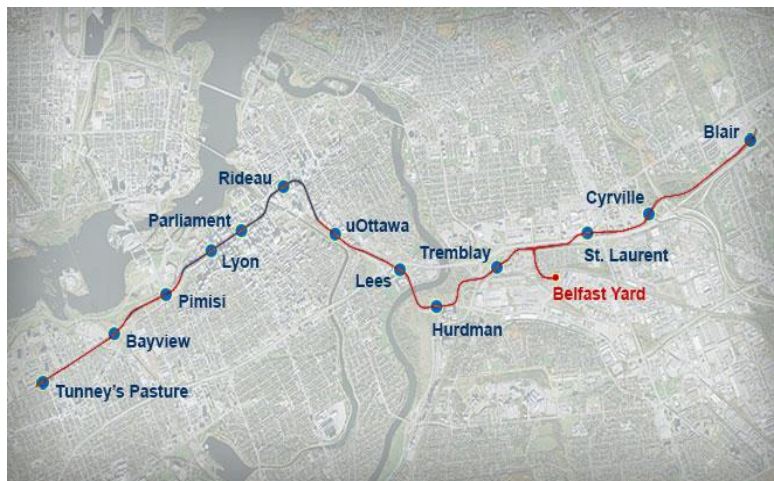 Blair
Rideau
Cyrville
Parliament
uOttawa
Tremblay
St. Laurent
Lyon
Lees
Belfast Yard
Pimisi
Hurdman
Bayview
Tunney's Pasture